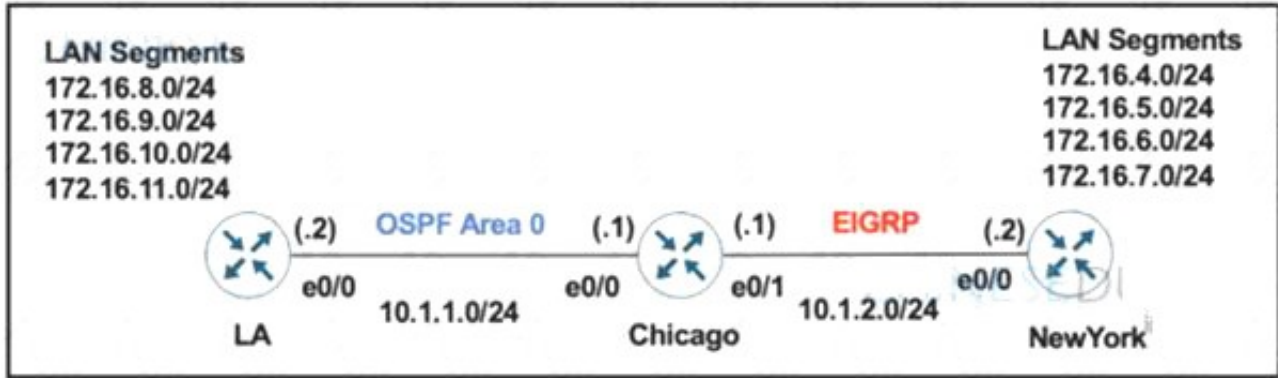 LAN Segments
172.16.8.0/24
172.16.9.0/24
172.16.10.0/24
172.16.11.0/24
LAN Segments
172.16.4.0/24
172.16.5.0/24
172.16.6.0/24
172.16.7.0/24
(.2)
OSPF Area 0
(.1)
(.1)
EIGRP
(.2)
e0/0
10.1.1.0/24
e0/0
e0/1
10.1.2.0/24
e0/0
LA
Chicago
NewYork